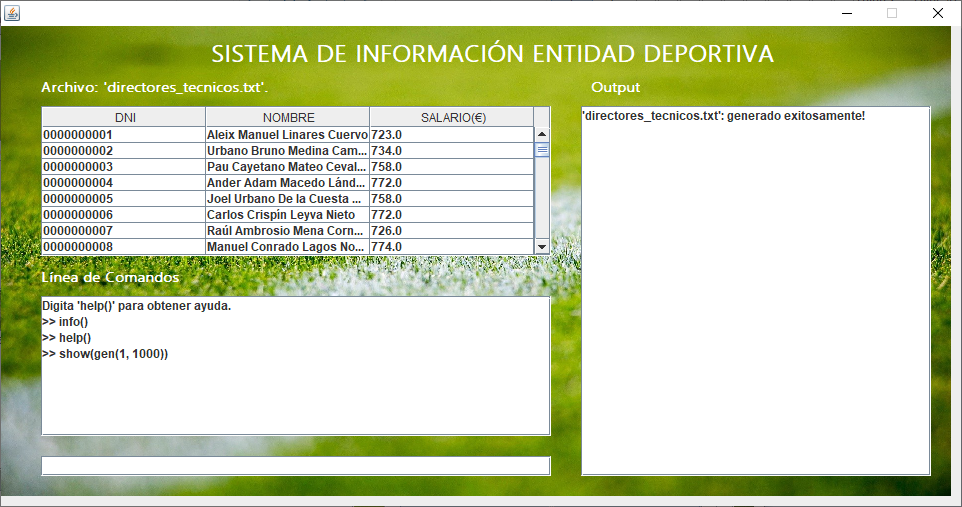 SISTEMA DE INFORMACIÓN ENTIDAD DEPORTIVA
Archivo: 'directores_tecnicos.txt'.
DNI NOMBRE SALARIO(€)
0000000001 Aleix Manuel Linares Cuervo 723.0
0000000002 Urbano Bruno Medina Cam... 734.0
0000000003 Pau Cayetano Mateo Ceval... 758.0
0000000004 Ander Adam Macedo Lánd... 772.0
0000000005 Joel Urbano De la Cuesta ... 758.0
0000000006 Carlos Crispín Leyva Nieto 772.0
0000000007 Raúl Ambrosio Mena Corn... 726.0
0000000008 Manuel Conrado Lagos No... 774.0
Línea de Comandos
Digita 'help()' para obtener ayuda.
>> info()
>> help()
>> show(gen(1, 1000))
Output
'directores_tecnicos.txt': generado exitosamente!